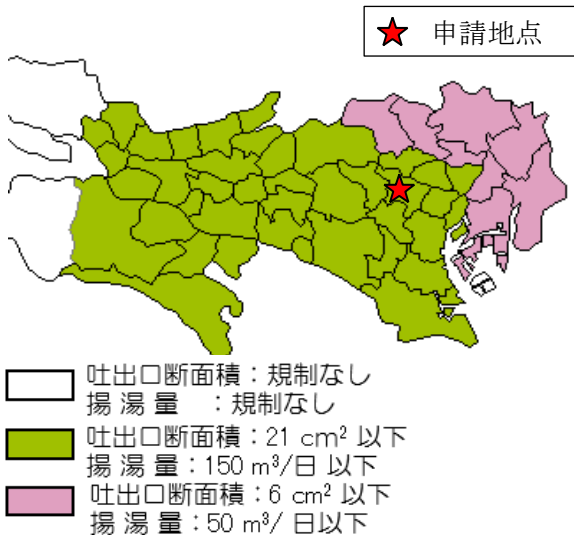 申請地点
吐出口断面積：規制なし
揚 湯 量　：規制なし
吐出口断面積：21 cm² 以下
揚 湯 量：150 m³/日 以下
吐出口断面積：6 cm² 以下
揚 湯 量：50 m³/ 日以下